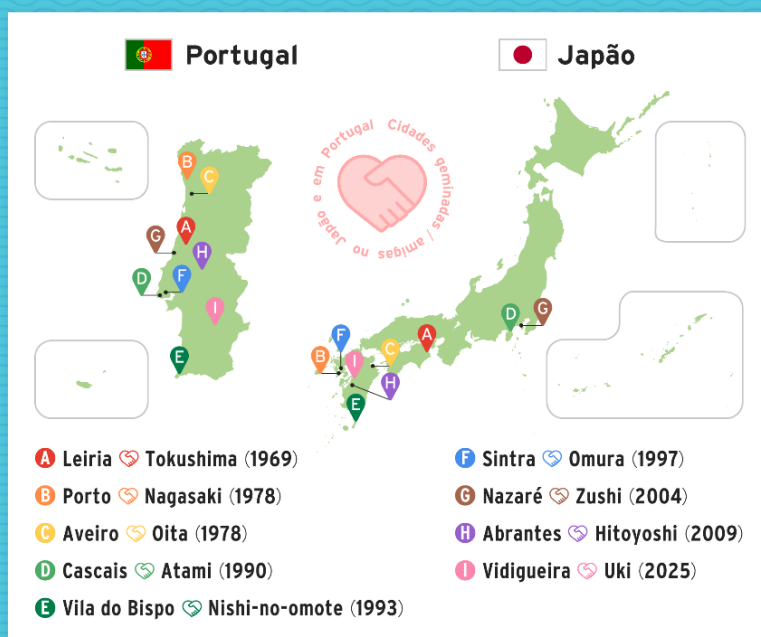 Portugal
Japão
Cidades geminadas / amigas no Japão e em Portugal
B
C
A
G
H
D
F
I
E
D
G
F
A
B
I
C
H
E
A Leiria Tokushima (1969)
B Porto Nagasaki (1978)
C Aveiro Oita (1978)
D Cascais Atami (1990)
E Vila do Bispo Nishi-no-omote (1993)
F Sintra Omura (1997)
G Nazaré Zushi (2004)
H Abrantes Hitoyoshi (2009)
I Vidigueira Uki (2025)